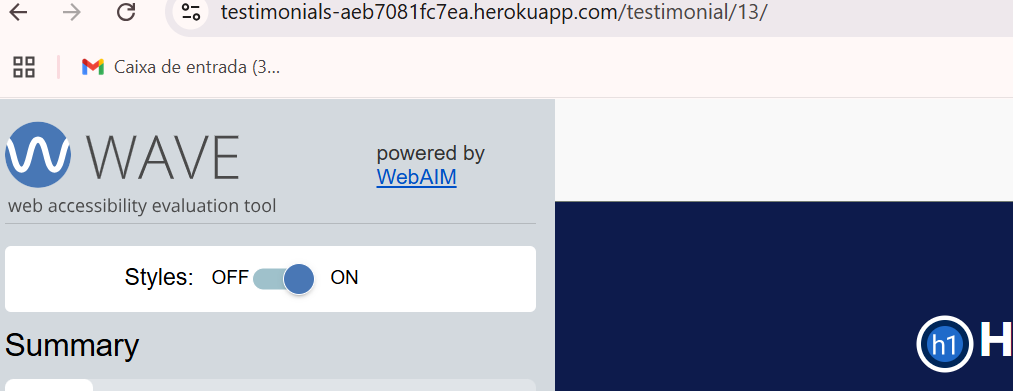 testimonials-aeb7081fc7ea.herokuapp.com/testimonial/13/
Caixa de entrada (3...
WAVE
powered by
WebAIM
web accessibility evaluation tool
Styles: OFF ON
Summary
h1 H